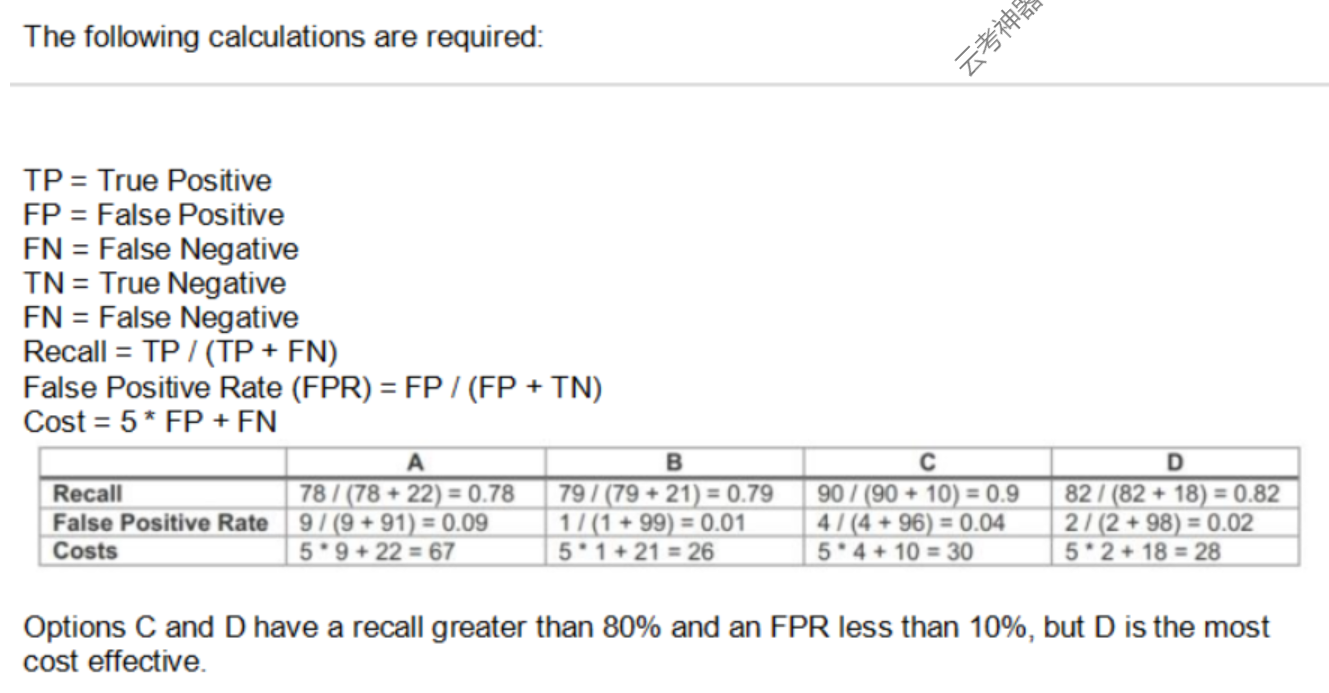 The following calculations are required:
云考神器
TP = True Positive
FP = False Positive
FN = False Negative
TN = True Negative
FN = False Negative
Recall = TP / (TP + FN)
False Positive Rate (FPR) = FP / (FP + TN)
Cost = 5 * FP + FN
A B C D
Recall 78 / (78 + 22) = 0.78 79 / (79 + 21) = 0.79 90 / (90 + 10) = 0.9 82 / (82 + 18) = 0.82
False Positive Rate 9 / (9 + 91) = 0.09 1 / (1 + 99) = 0.01 4 / (4 + 96) = 0.04 2 / (2 + 98) = 0.02
Costs 5 * 9 + 22 = 67 5 * 1 + 21 = 26 5 * 4 + 10 = 30 5 * 2 + 18 = 28
Options C and D have a recall greater than 80% and an FPR less than 10%, but D is the most
cost effective.